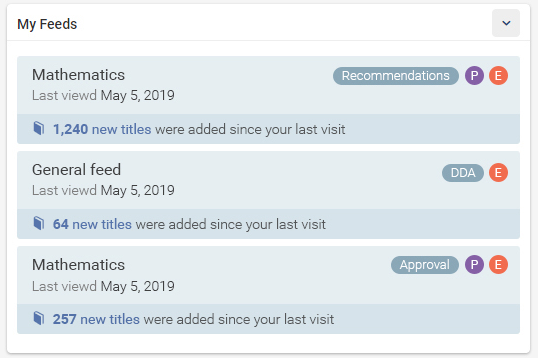 My Feeds
Mathematics Recommendations P E
Last viewd May 5, 2019
1,240 new titles were added since your last visit
General feed DDA E
Last viewd May 5, 2019
64 new titles were added since your last visit
Mathematics Approval P E
Last viewd May 5, 2019
257 new titles were added since your last visit